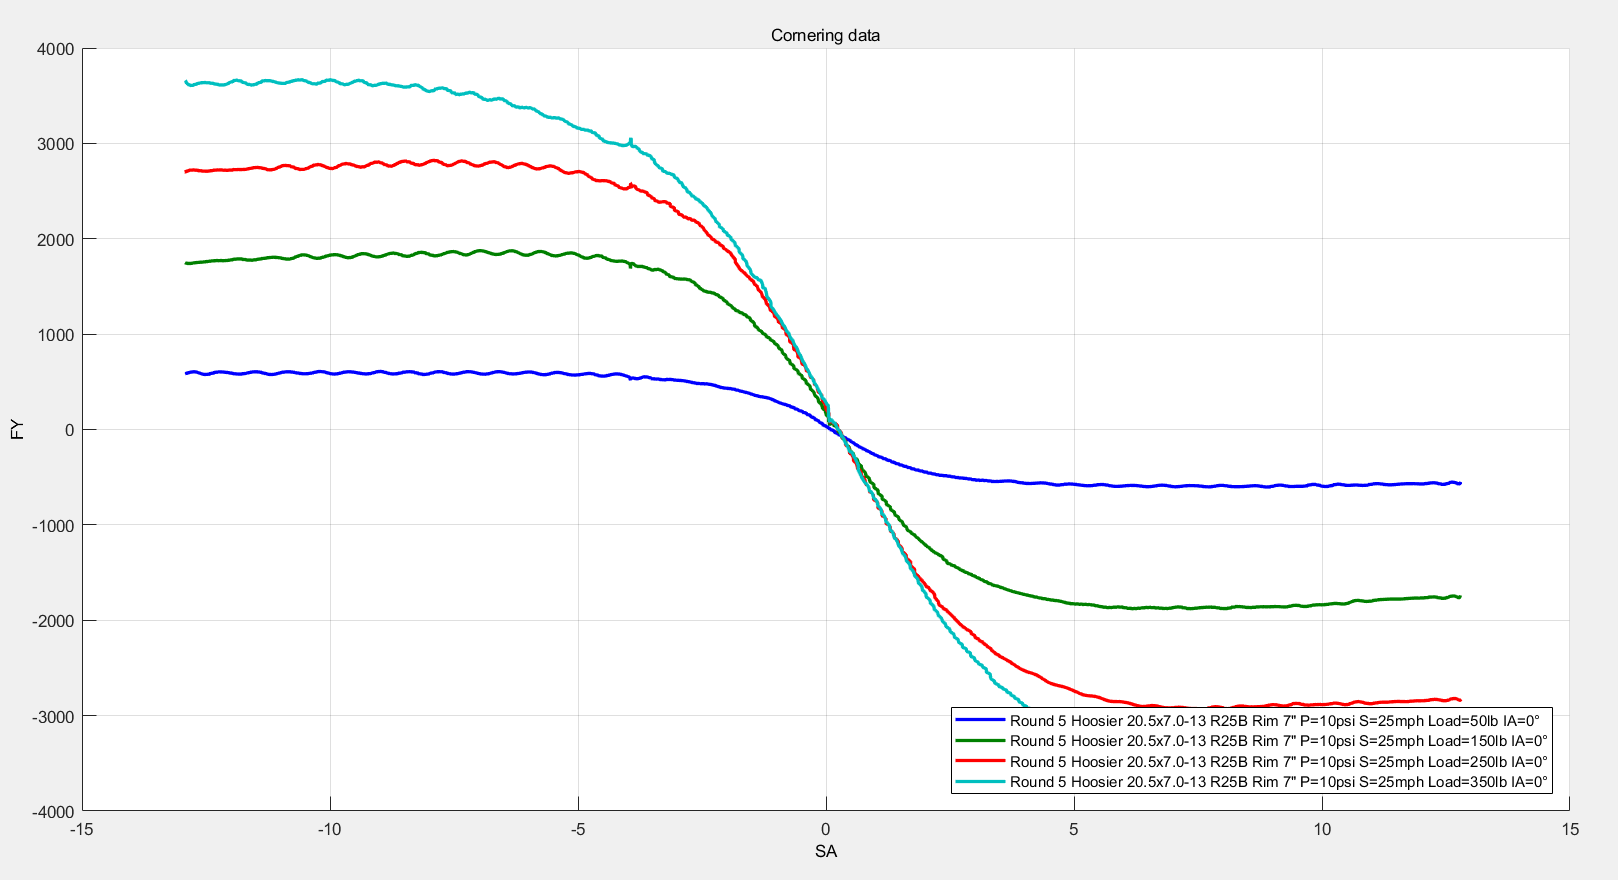 Cornering data
4000
3000
2000
1000
0
-1000
-2000
-3000
-4000
FY
-15
-10
-5
0
5
10
15
SA
Round 5 Hoosier 20.5x7.0-13 R25B Rim 7" P=10psi S=25mph Load=50lb IA=0°
Round 5 Hoosier 20.5x7.0-13 R25B Rim 7" P=10psi S=25mph Load=150lb IA=0°
Round 5 Hoosier 20.5x7.0-13 R25B Rim 7" P=10psi S=25mph Load=250lb IA=0°
Round 5 Hoosier 20.5x7.0-13 R25B Rim 7" P=10psi S=25mph Load=350lb IA=0°